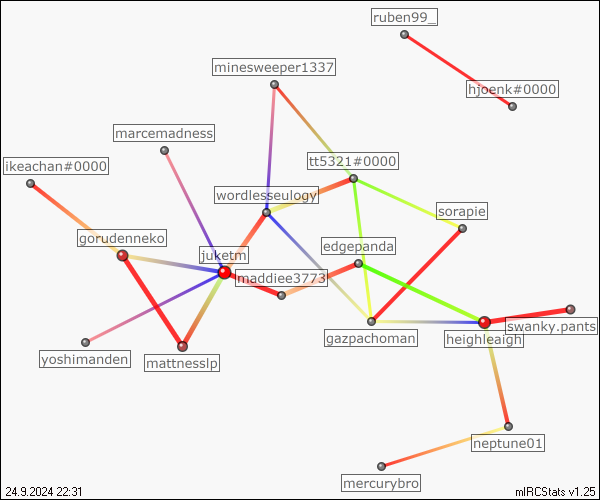 ruben99_
minesweeper1337
hjoenk#0000
marcemadness
tt5321#0000
ikeachan#0000
wordlesseulogy
sorapie
gorudenneko
edgepanda
juketm
maddiee3773
swanky.pants
gazpachoman
heighleaigh
yoshimanden
mattnesslp
neptune01
mercurybro
24.9.2024 22:31
mIRCStats v1.25